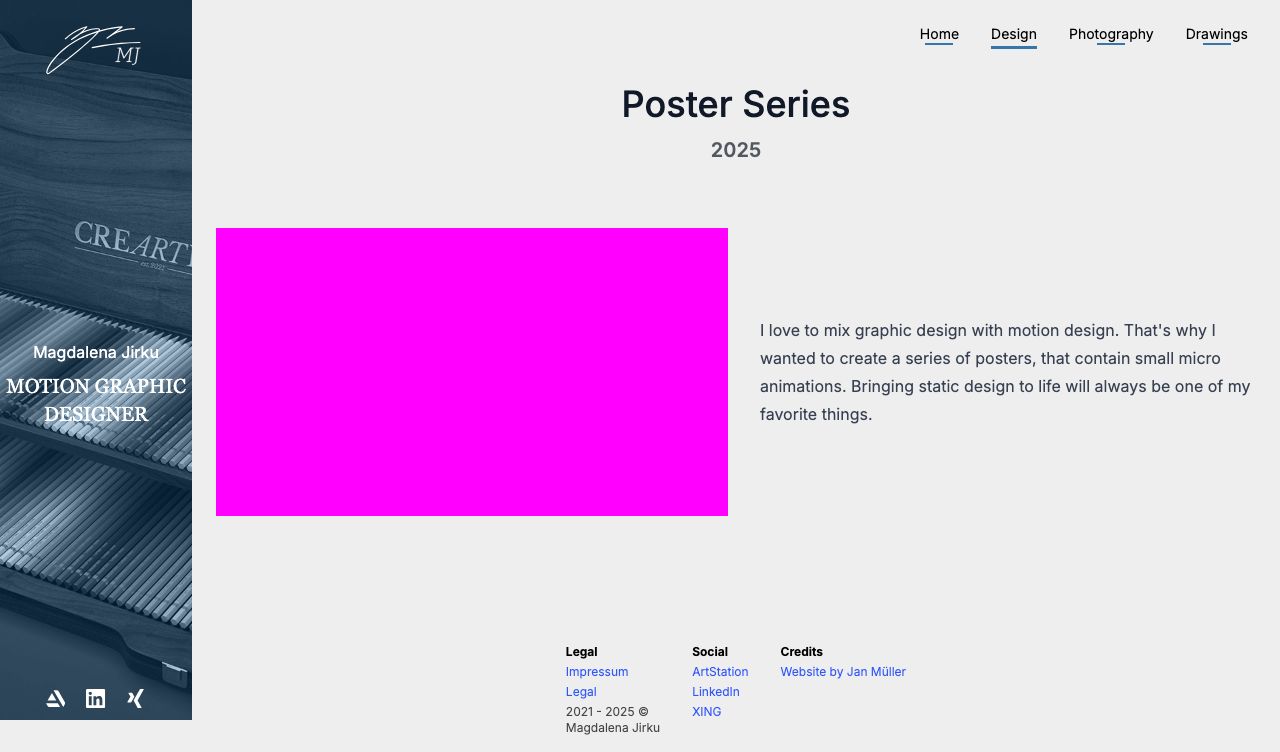 MJ
CREART
est. 2021
Magdalena Jirku
MOTION GRAPHIC
DESIGNER
Home
Design
Photography
Drawings
Poster Series
2025
I love to mix graphic design with motion design. That's why I
wanted to create a series of posters, that contain small micro
animations. Bringing static design to life will always be one of my
favorite things.
Legal
Impressum
Legal
2021 - 2025 ©
Magdalena Jirku
Social
ArtStation
LinkedIn
XING
Credits
Website by Jan Müller